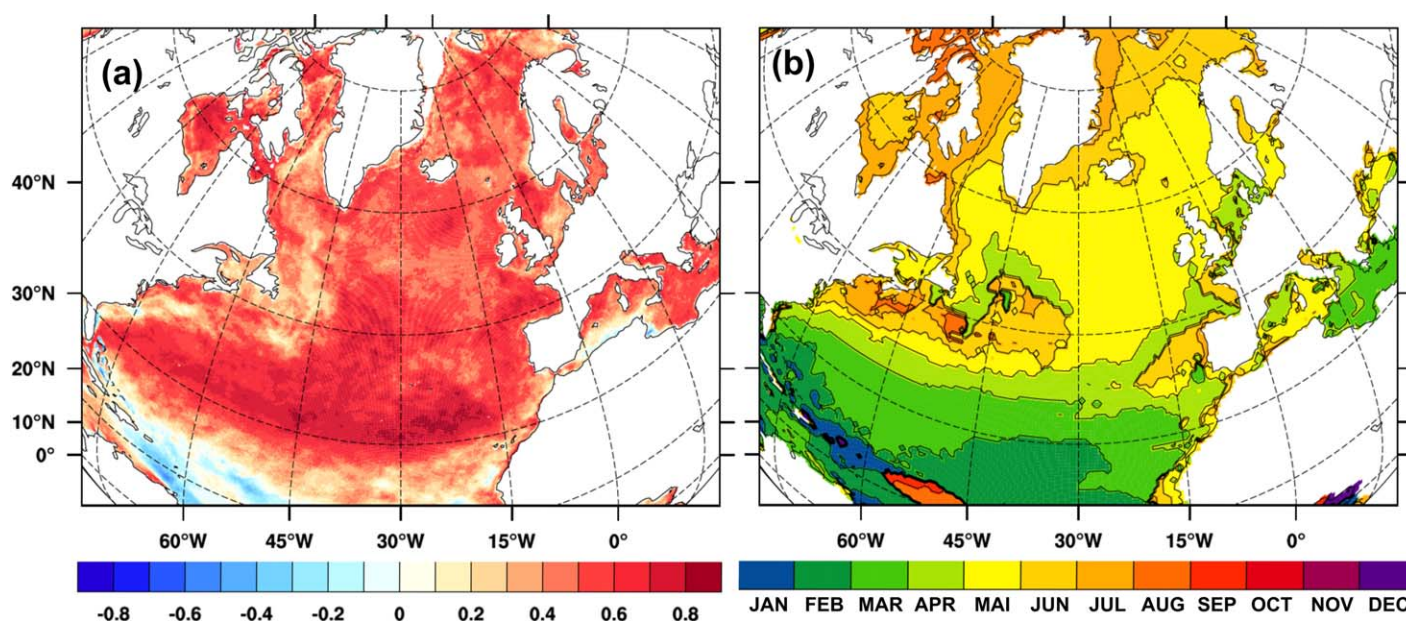 (a)
(b)
40°N
30°N
20°N
10°N
0°
60°W 45°W 30°W 15°W 0°
60°W 45°W 30°W 15°W 0°
-0.8 -0.6 -0.4 -0.2 0 0.2 0.4 0.6 0.8
JAN FEB MAR APR MAI JUN JUL AUG SEP OCT NOV DEC